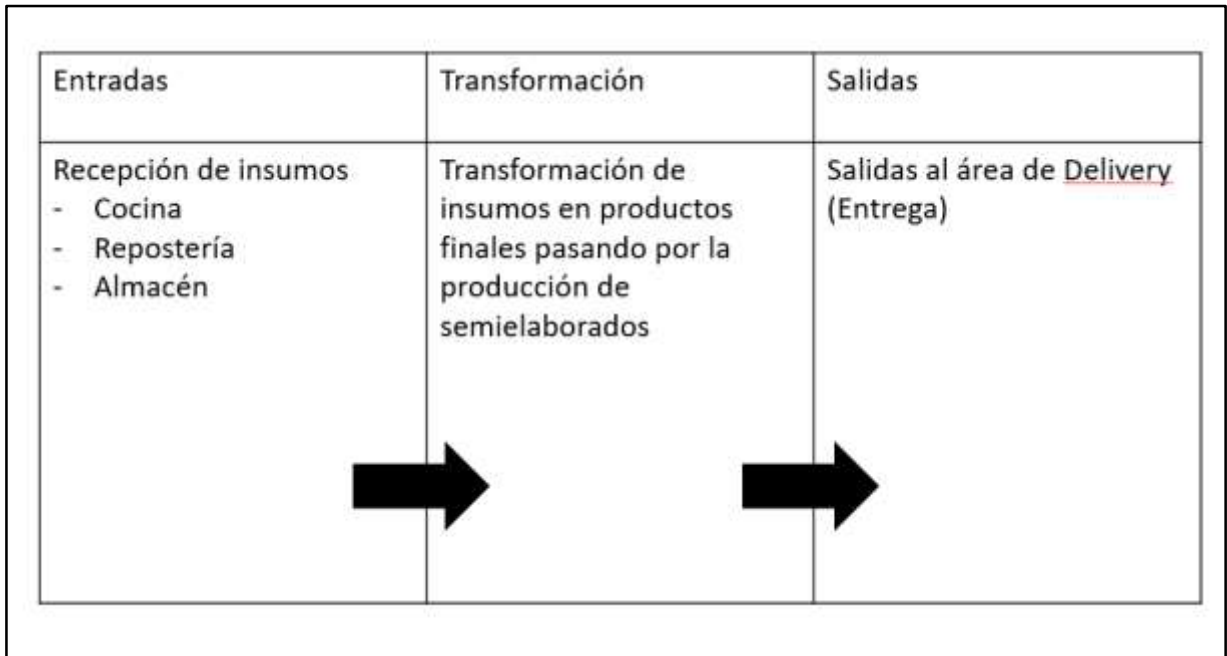 Entradas
Transformación
Salidas
Recepción de insumos
- Cocina
- Repostería
- Almacén
Transformación de
insumos en productos
finales pasando por la
producción de
semielaborados
Salidas al área de Delivery
(Entrega)